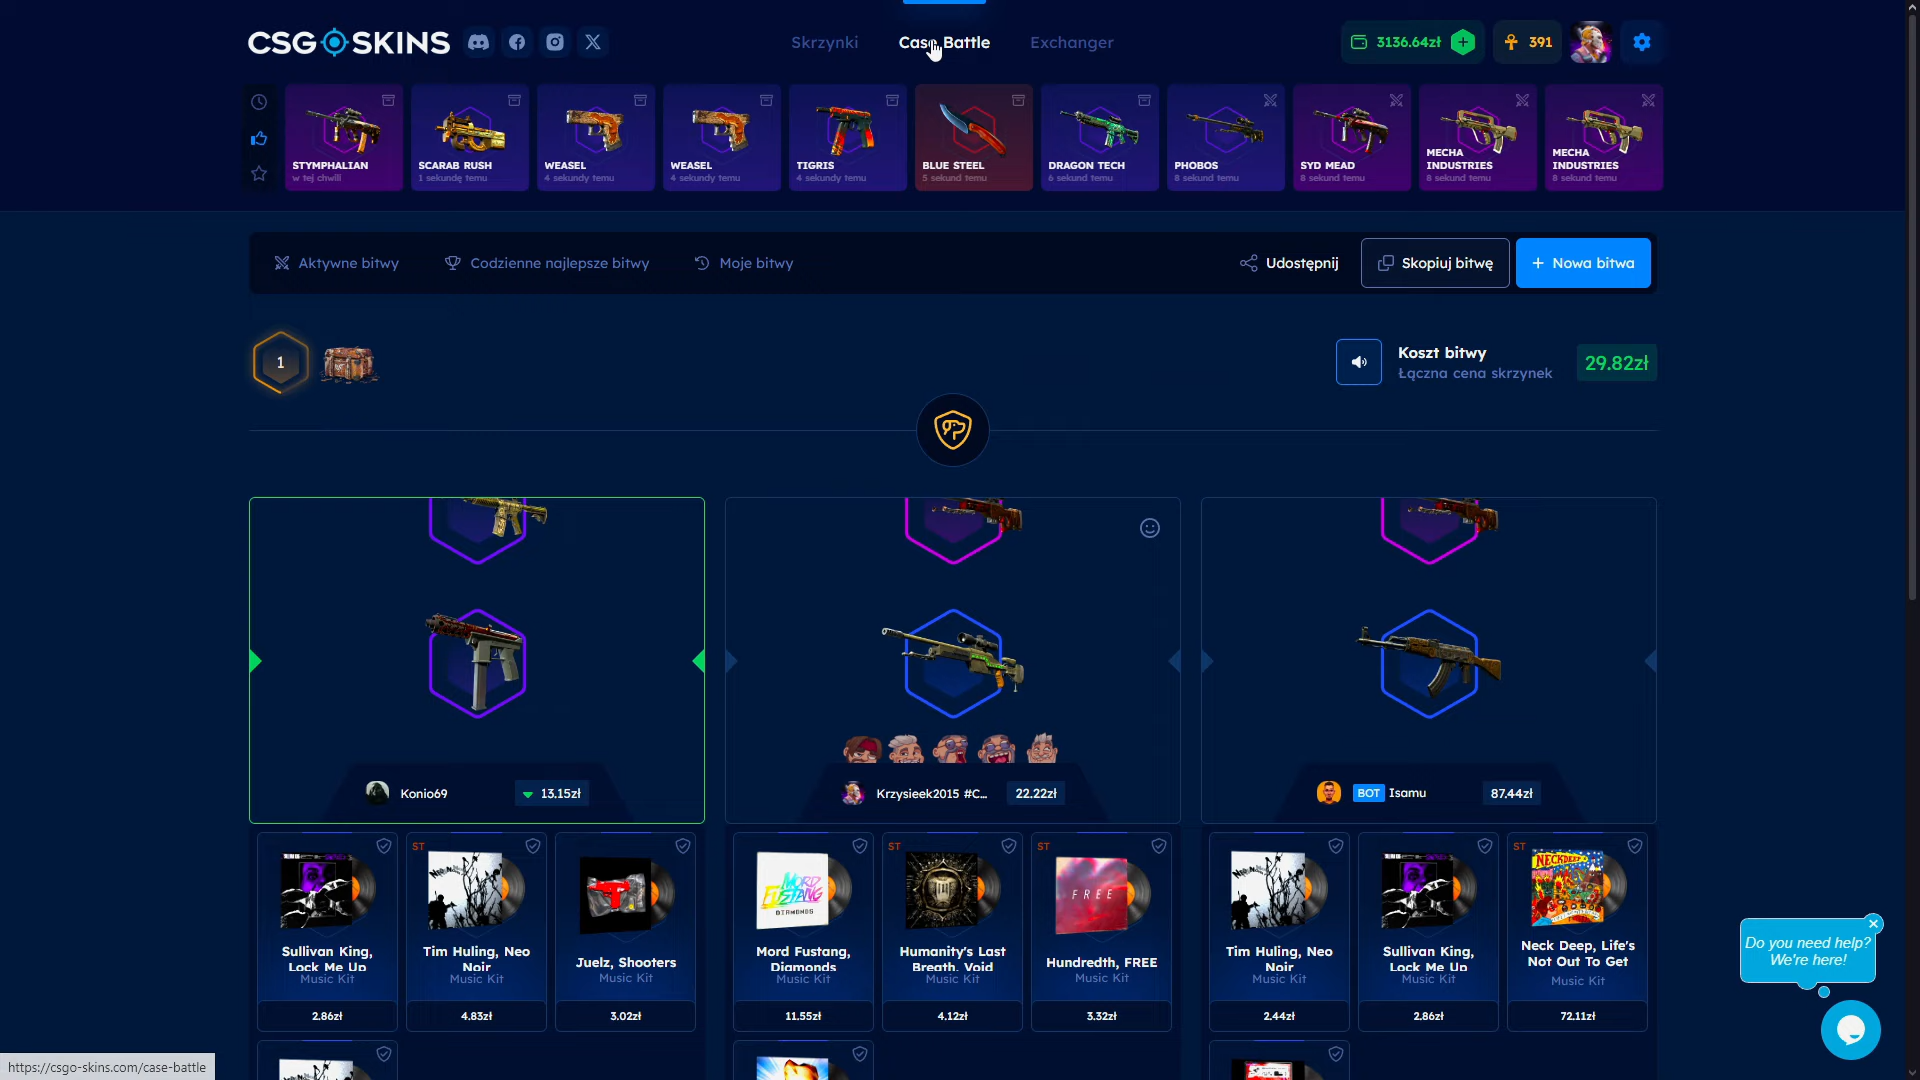 CSG SKINS
Skrzynki
Case Battle
Exchanger
3136.64zł
391
STYMPHALIAN
w tej chwili
SCARAB RUSH
1 sekundę temu
WEASEL
4 sekundy temu
WEASEL
4 sekundy temu
TIGRIS
4 sekundy temu
BLUE STEEL
5 sekund temu
DRAGON TECH
6 sekund temu
PHOBOS
8 sekund temu
SYD MEAD
8 sekund temu
MECHA
INDUSTRIES
8 sekund temu
MECHA
INDUSTRIES
8 sekund temu
Aktywne bitwy
Codzienne najlepsze bitwy
Moje bitwy
Udostępnij
Skopiuj bitwę
+ Nowa bitwa
1
Koszt bitwy
Łączna cena skrzynek
29.82zł
Konio69
13.15zł
Krzysieek2015 #C...
22.22zł
BOT Isamu
87.44zł
Sullivan King,
Lock Me Up
Music Kit
2.86zł
ST
Tim Huling, Neo
Noir
Music Kit
4.83zł
Juelz, Shooters
Music Kit
3.02zł
MORD
FUSTANG
DIAMONDS
Mord Fustang,
Diamonds
Music Kit
11.55zł
ST
Humanity's Last
Breath, Void
Music Kit
4.12zł
ST
FREE
Hundredth, FREE
Music Kit
3.32zł
Tim Huling, Neo
Noir
Music Kit
2.44zł
Sullivan King,
Lock Me Up
Music Kit
2.86zł
ST
NECK DEEP
Neck Deep, Life's
Not Out To Get
Music Kit
72.11zł
Do you need help?
We're here!
https://csgo-skins.com/case-battle